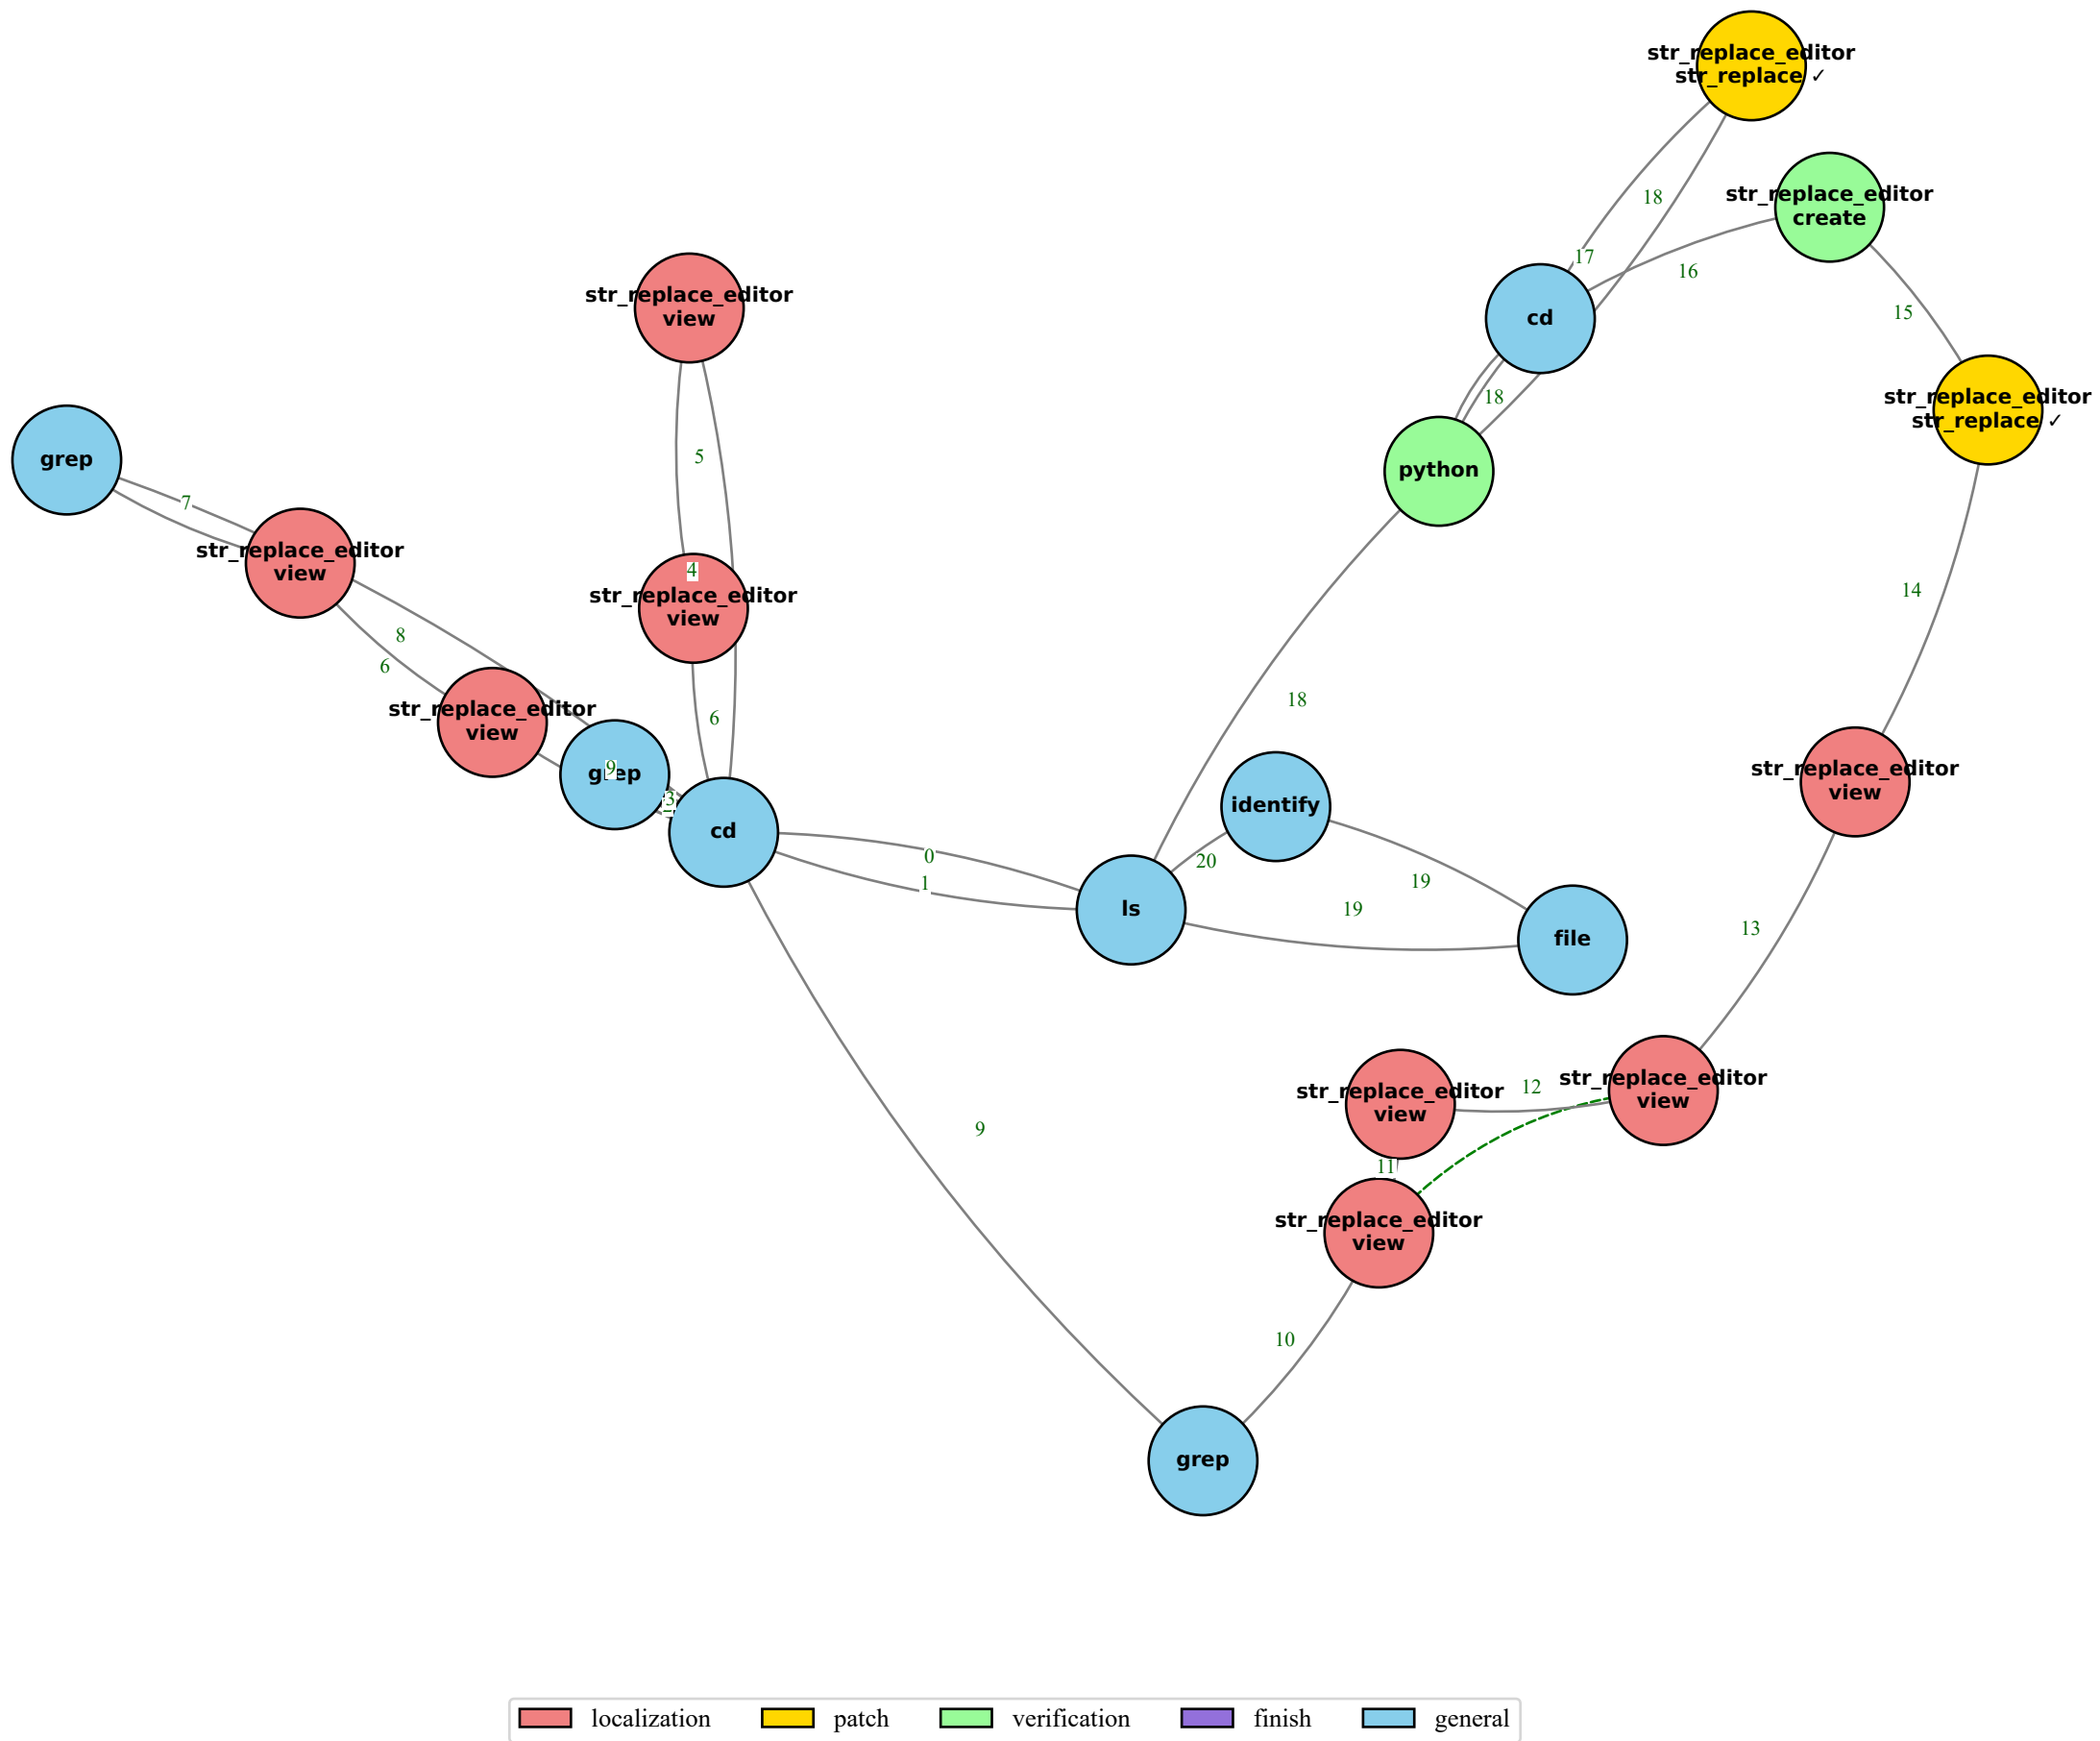 str_replace_editor
str_replace ✓
18
str_replace_editor
create
17
16
cd
15
str_replace_editor
view
5
18
str_replace_editor
str_replace ✓
grep
python
7
str_replace_editor
view
4
str_replace_editor
view
14
8
6
str_replace_editor
view
6
18
9
grep
3
cd
identify
str_replace_editor
view
0
1
20
19
19
ls
file
13
9
12
str_replace_editor
view
str_replace_editor
view
11
str_replace_editor
view
10
grep
localization
patch
verification
finish
general